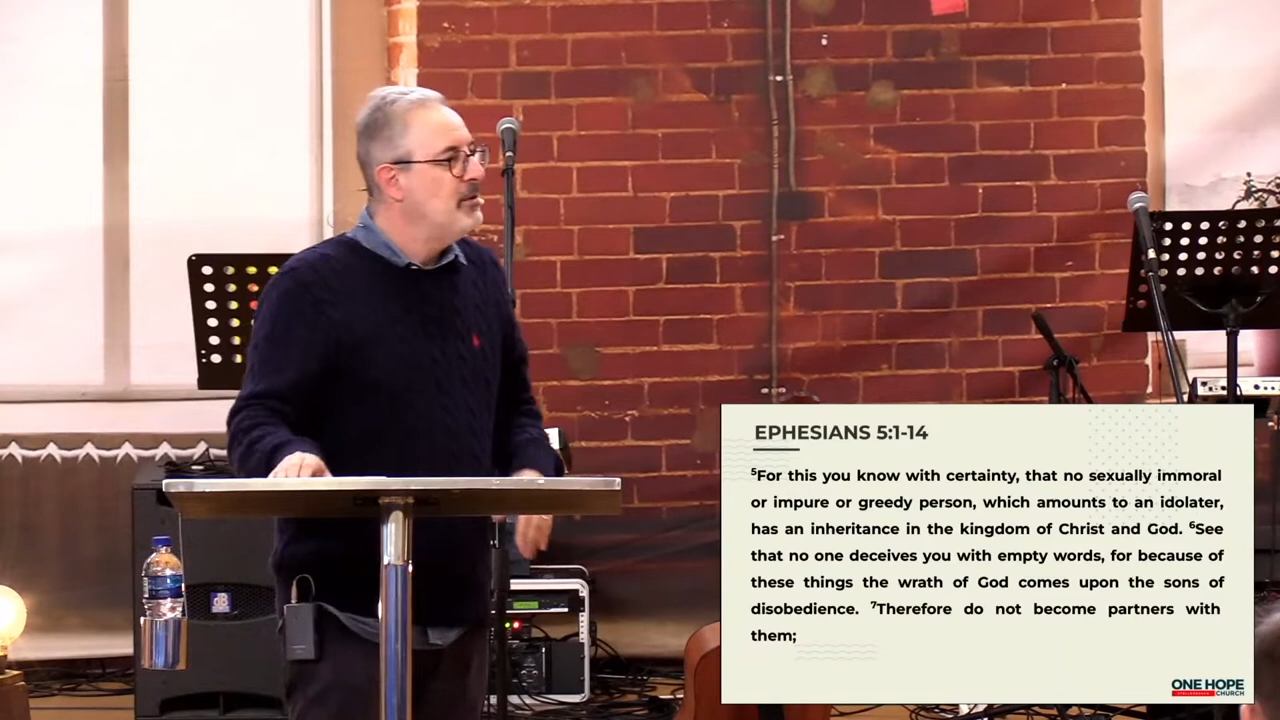 EPHESIANS 5:1-14
⁵For this you know with certainty, that no sexually immoral
or impure or greedy person, which amounts to an idolater,
has an inheritance in the kingdom of Christ and God. ⁶See
that no one deceives you with empty words, for because of
these things the wrath of God comes upon the sons of
disobedience. ⁷Therefore do not become partners with
them;
dB
ONE HOPE
CHURCH